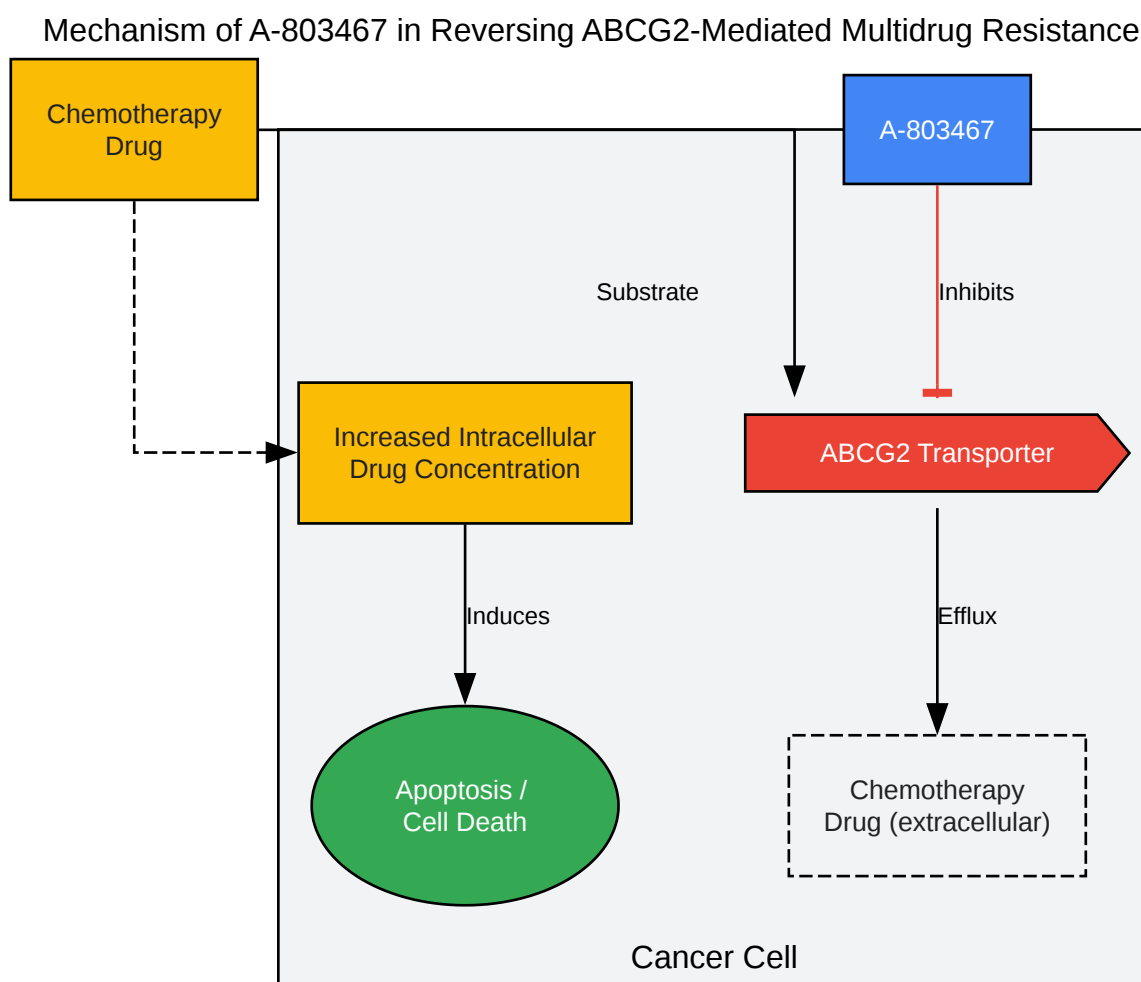 Mechanism of A-803467 in Reversing ABCG2-Mediated Multidrug Resistance
Chemotherapy
Drug
A-803467
Substrate
Inhibits
Increased Intracellular
Drug Concentration
ABCG2 Transporter
Induces
Efflux
Apoptosis /
Cell Death
Chemotherapy
Drug (extracellular)
Cancer Cell